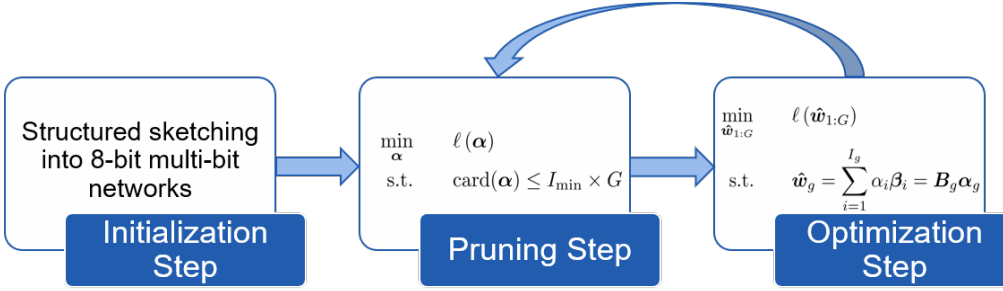 Structured sketching
into 8-bit multi-bit
networks
Initialization
Step
min ℓ(α)
α
s.t. card(α) ≤ I_min × G
Pruning Step
min ℓ(ŵ_{1:G})
ŵ_{1:G}
s.t. ŵ_g = ∑_{i=1}^{I_g} α_i β_i = B_g α_g
Optimization
Step